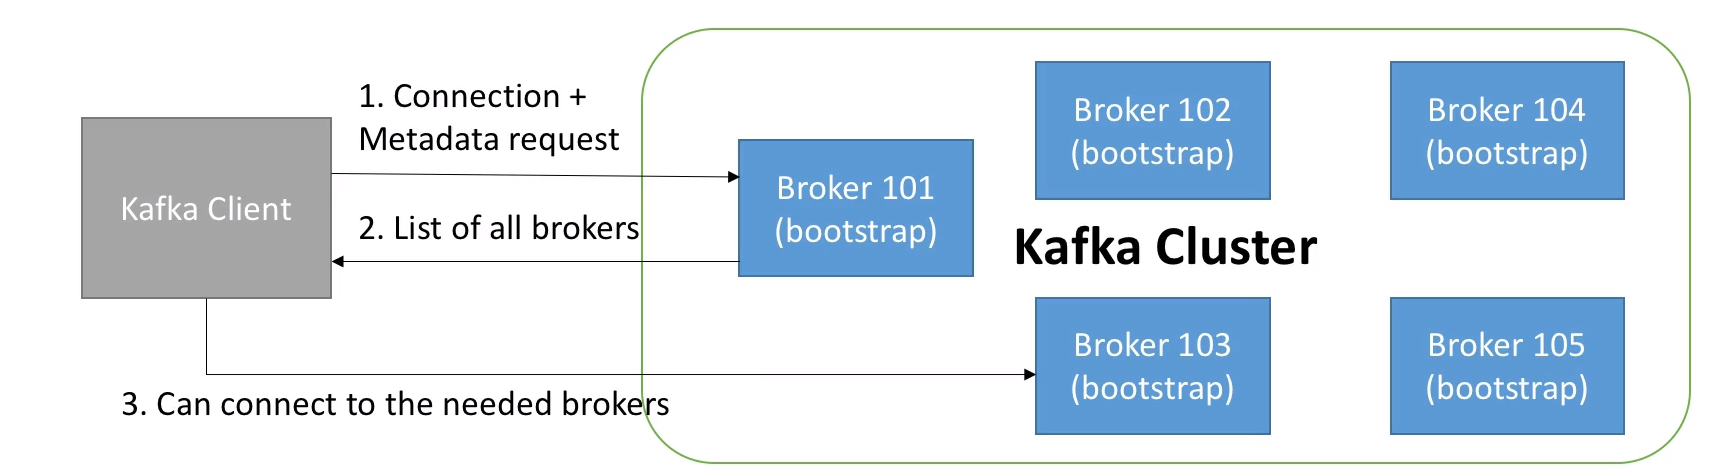 1. Connection +
Metadata request
Kafka Client
2. List of all brokers
3. Can connect to the needed brokers
Broker 101
(bootstrap)
Broker 102
(bootstrap)
Broker 104
(bootstrap)
Kafka Cluster
Broker 103
(bootstrap)
Broker 105
(bootstrap)